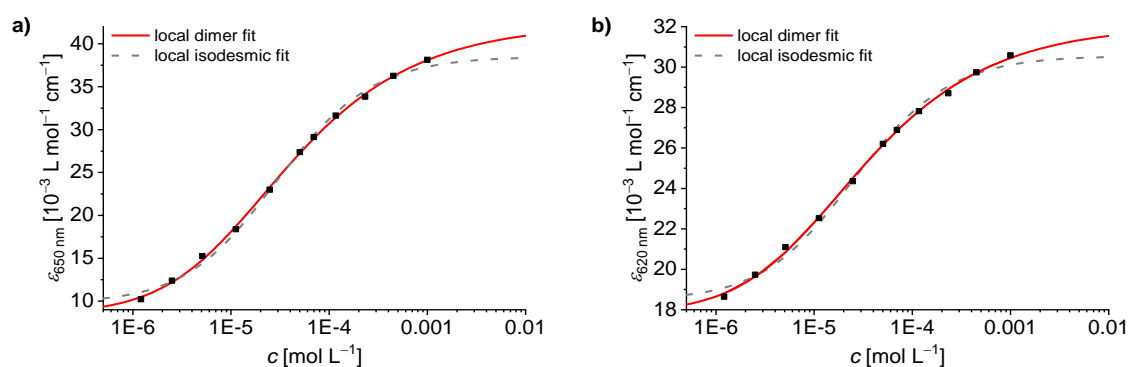 a)
local dimer fit
local isodesmic fit
ε650 nm [10⁻³ L mol⁻¹ cm⁻¹]
40
35
30
25
20
15
10
1E-6 1E-5 1E-4 0.001 0.01
c [mol L⁻¹]
b)
local dimer fit
local isodesmic fit
ε620 nm [10⁻³ L mol⁻¹ cm⁻¹]
32
30
28
26
24
22
20
18
1E-6 1E-5 1E-4 0.001 0.01
c [mol L⁻¹]